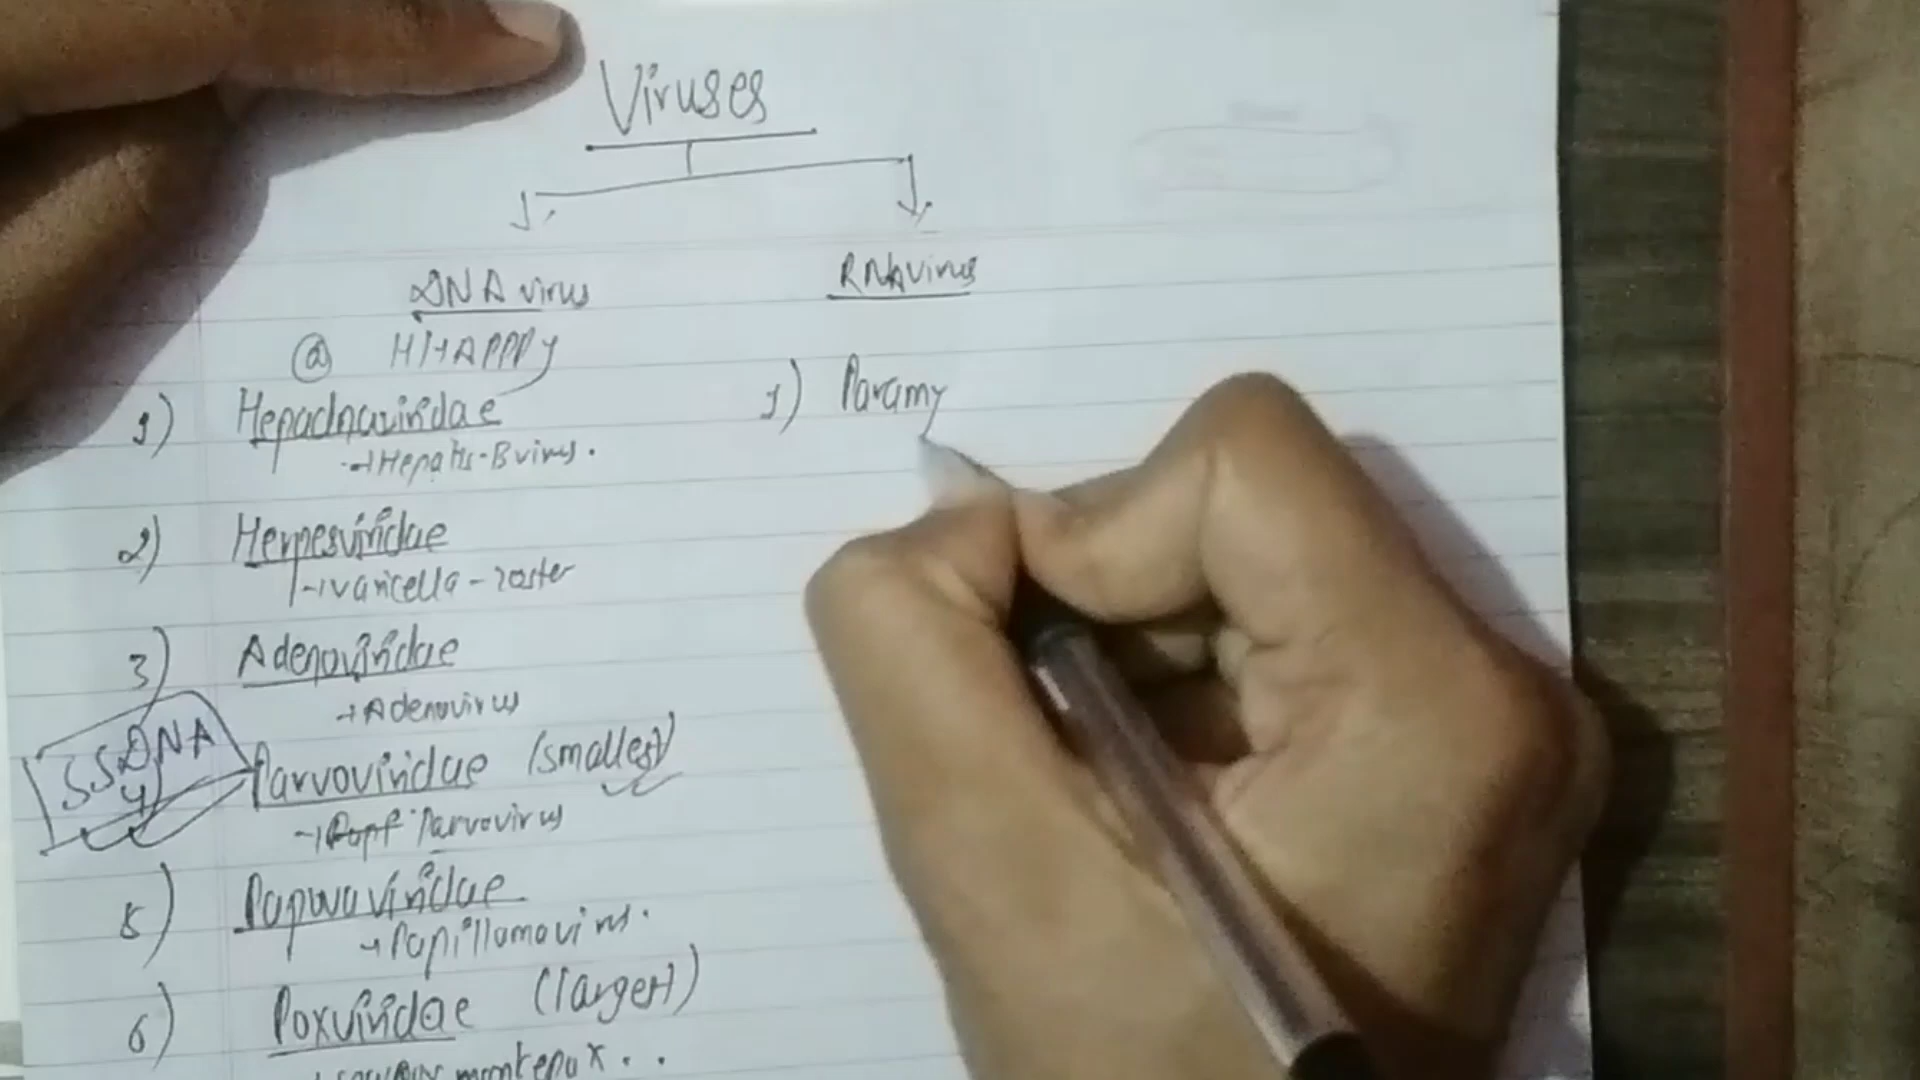 Viruses
DNA virus
RNA virus
@ HHAPPPY
1) Hepadnaviridae
→ Hepatis-B virus.
1) Paramy
2) Herpesviridae
→ varicella - zoster
3) Adenoviridae
→ Adenovirus
SSDNA
4) Parvoviridae (smallest)
→ Parvovirus
5) Papovaviridae
→ Papillomavirus.
6) Poxviridae (largest)